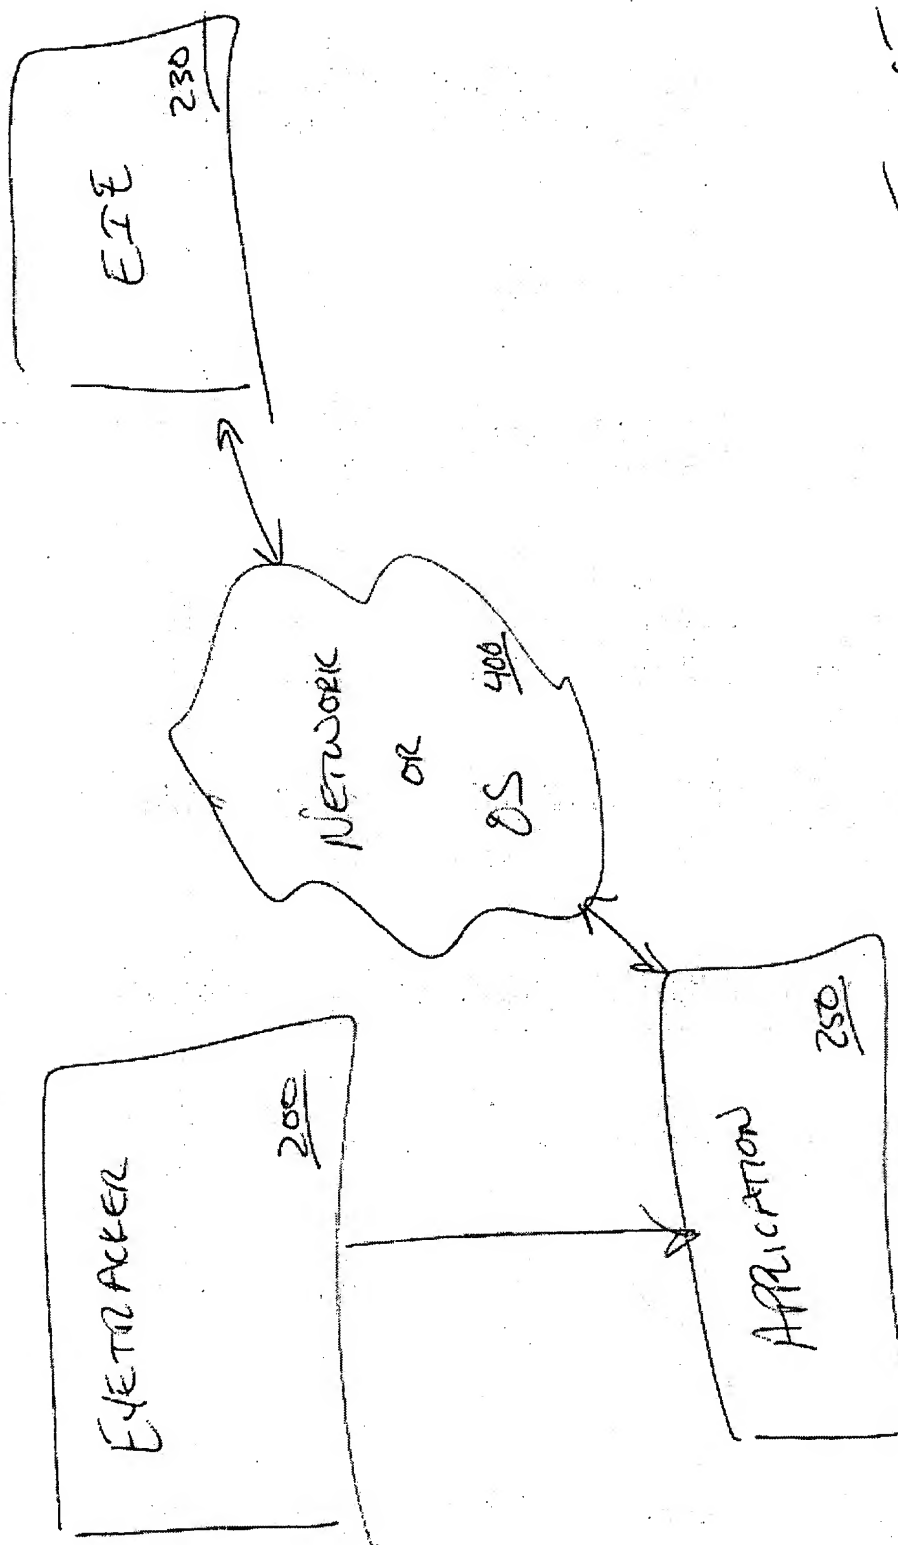 EYETRACKER
200
NETWORK
OR
OS 400
EIE
230
APPLICATION
250